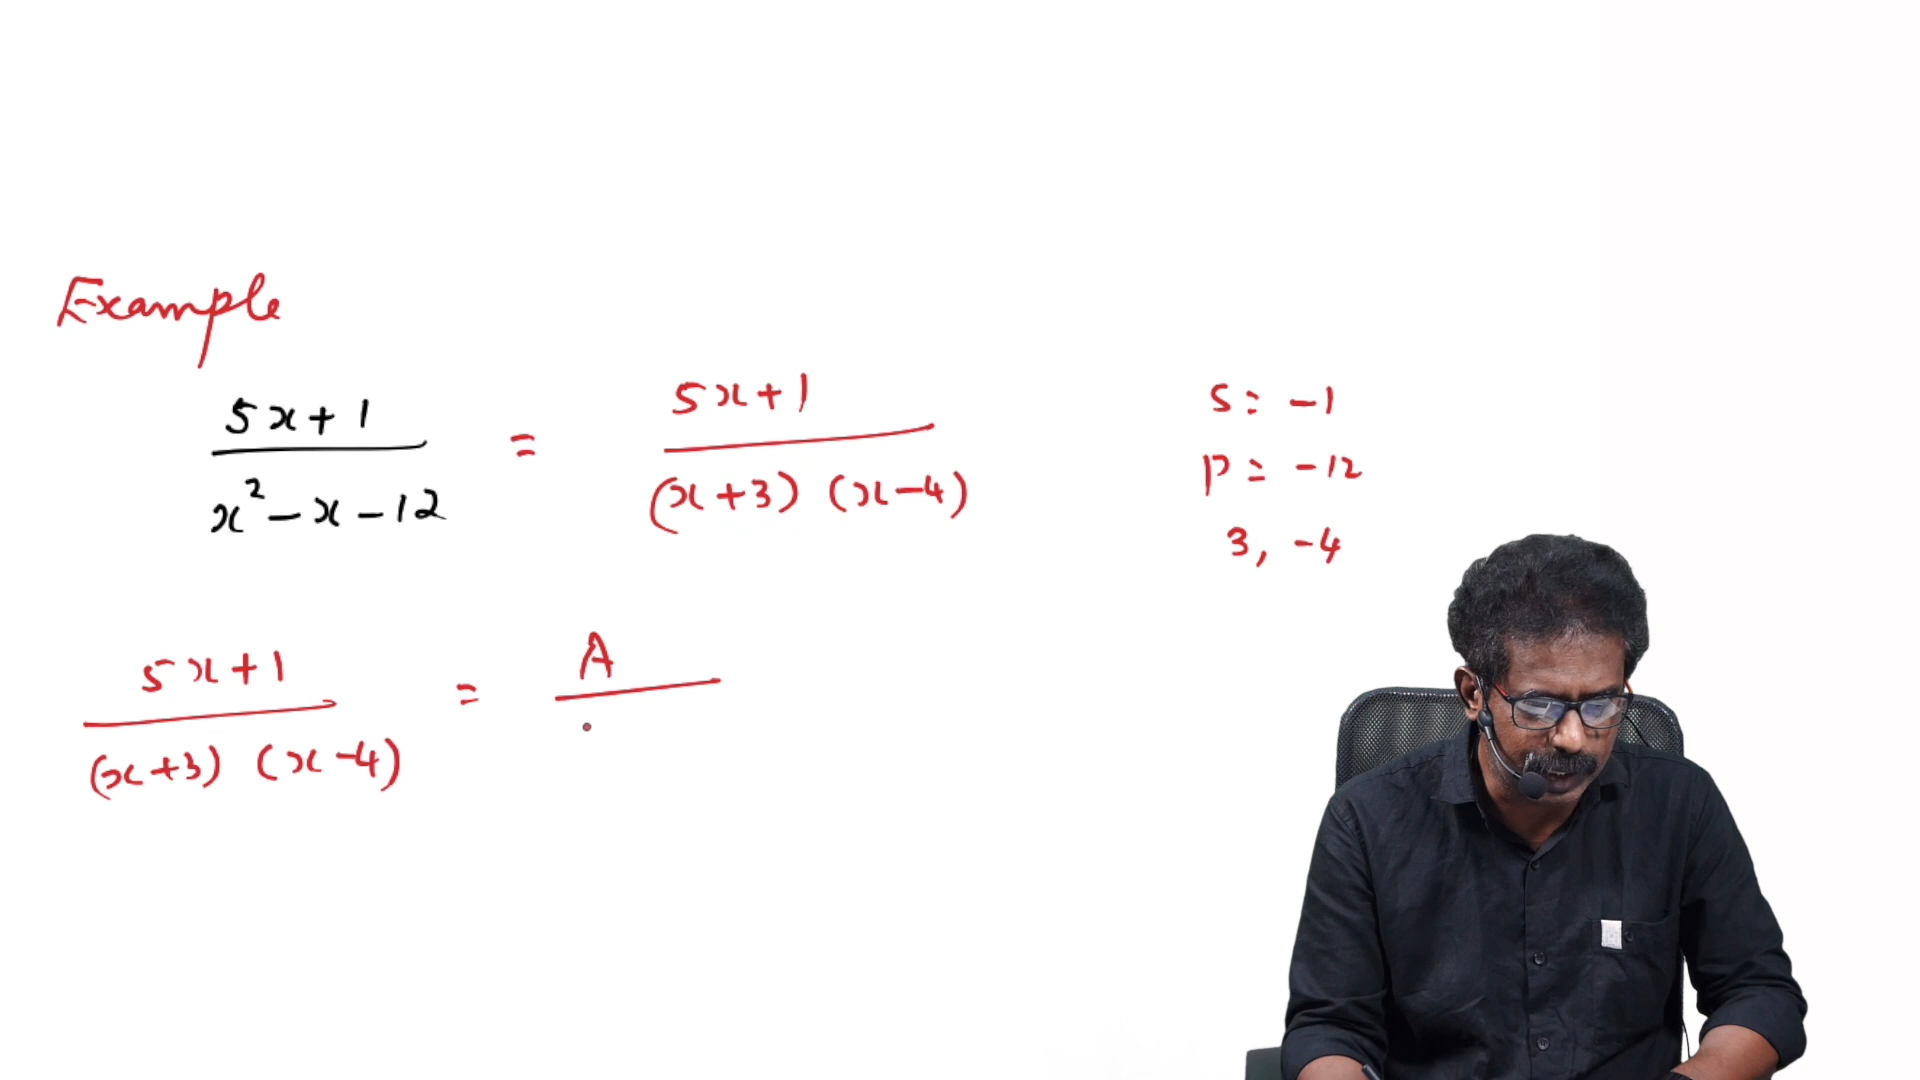 Example
5x+1 / x² - x - 12 = 5x+1 / (x+3) (x-4)
S = -1
P = -12
3, -4
5x+1 / (x+3) (x-4) = A /